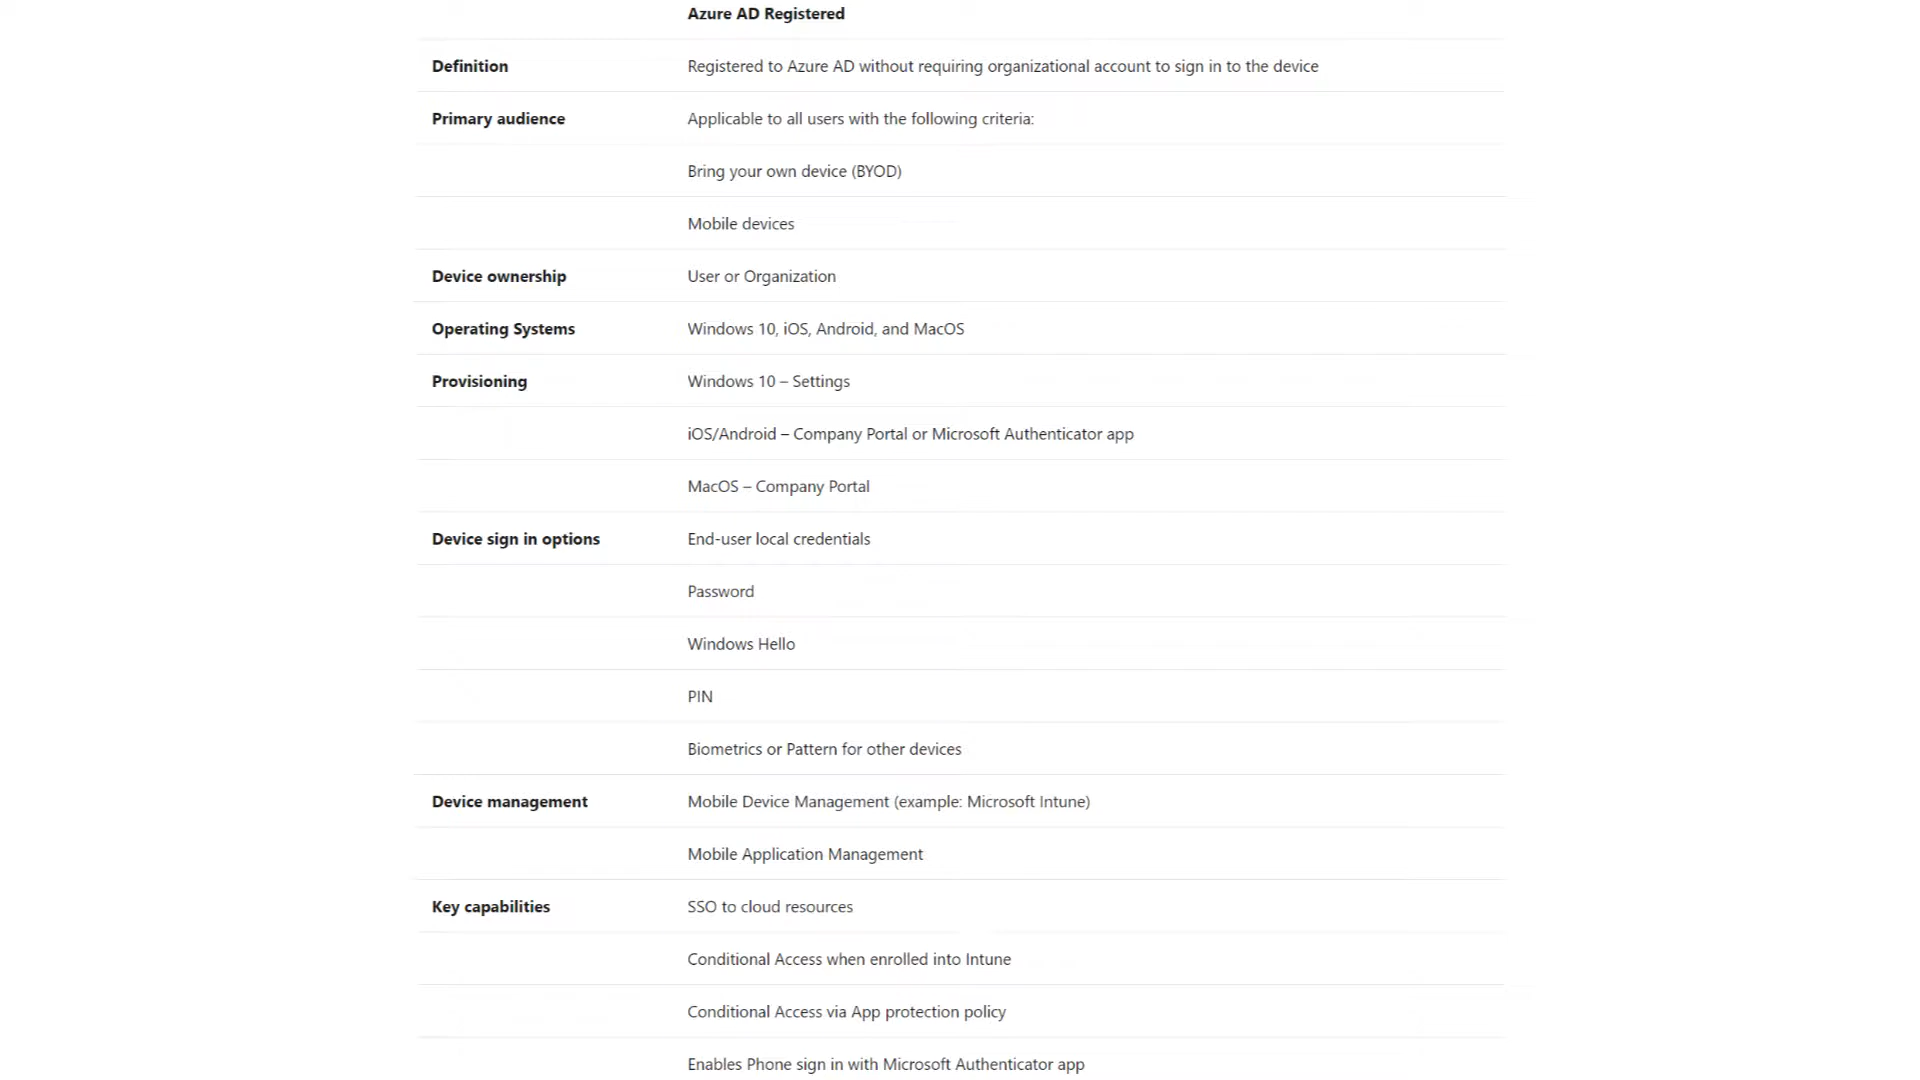 Azure AD Registered
Definition Registered to Azure AD without requiring organizational account to sign in to the device
Primary audience Applicable to all users with the following criteria:
Bring your own device (BYOD)
Mobile devices
Device ownership User or Organization
Operating Systems Windows 10, iOS, Android, and MacOS
Provisioning Windows 10 – Settings
iOS/Android – Company Portal or Microsoft Authenticator app
MacOS – Company Portal
Device sign in options End-user local credentials
Password
Windows Hello
PIN
Biometrics or Pattern for other devices
Device management Mobile Device Management (example: Microsoft Intune)
Mobile Application Management
Key capabilities SSO to cloud resources
Conditional Access when enrolled into Intune
Conditional Access via App protection policy
Enables Phone sign in with Microsoft Authenticator app